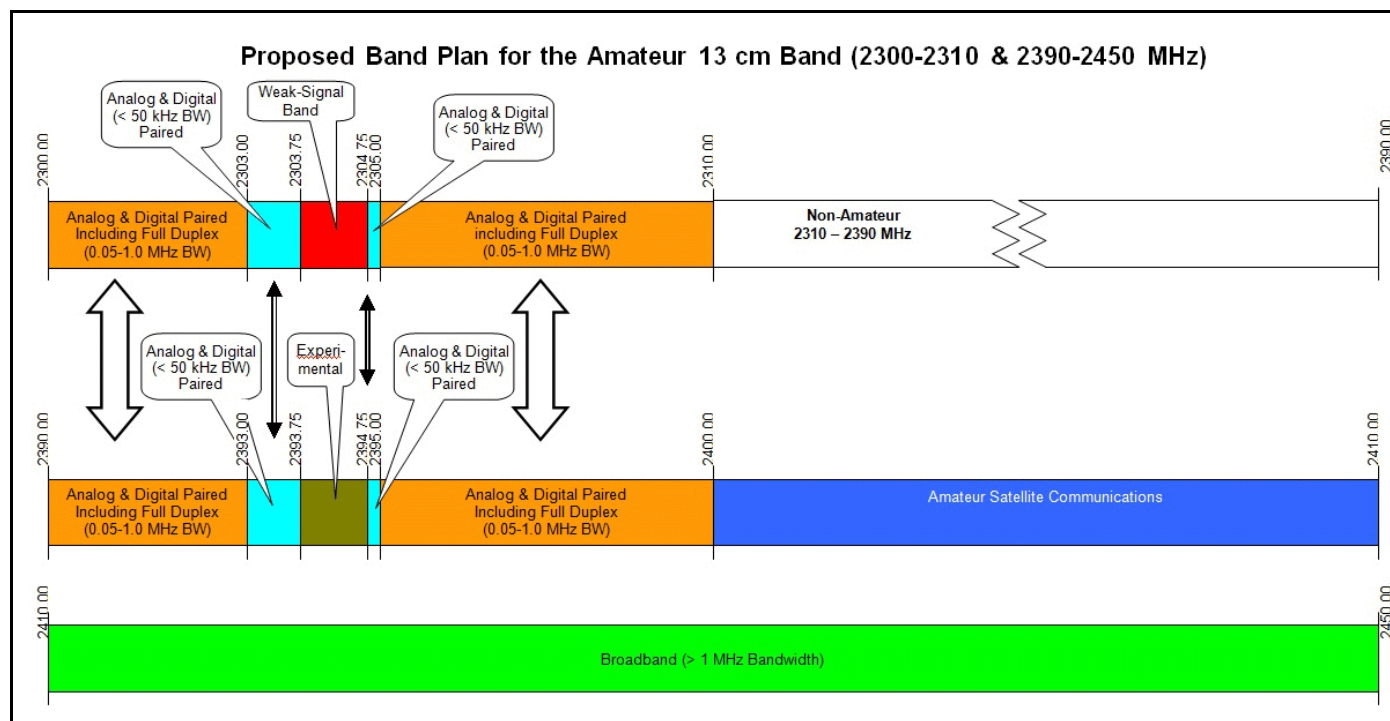 Proposed Band Plan for the Amateur 13 cm Band (2300-2310 & 2390-2450 MHz)
Analog & Digital
(< 50 kHz BW)
Paired
Weak-Signal
Band
Analog & Digital
(< 50 kHz BW)
Paired
2300.00
2303.00
2303.75
2304.75
2305.00
2310.00
2390.00
Analog & Digital Paired
Including Full Duplex
(0.05-1.0 MHz BW)
Analog & Digital Paired
including Full Duplex
(0.05-1.0 MHz BW)
Non-Amateur
2310 – 2390 MHz
Analog & Digital
(< 50 kHz BW)
Paired
Experi-
mental
Analog & Digital
(< 50 kHz BW)
Paired
2390.00
2393.00
2393.75
2394.75
2395.00
2400.00
2410.00
Analog & Digital Paired
Including Full Duplex
(0.05-1.0 MHz BW)
Analog & Digital Paired
Including Full Duplex
(0.05-1.0 MHz BW)
Amateur Satellite Communications
2410.00
2450.00
Broadband (> 1 MHz Bandwidth)